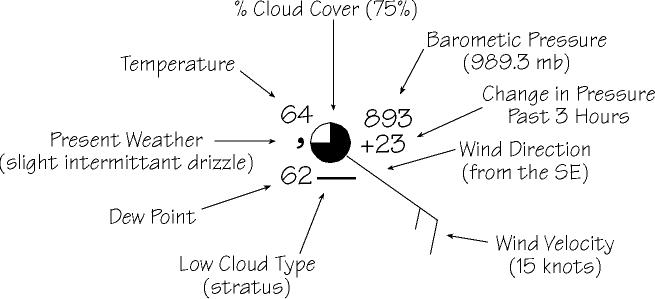 % Cloud Cover (75%)
Barometic Pressure
(989.3 mb)
Temperature
Change in Pressure
Past 3 Hours
64
893
Present Weather
(slight intermittant drizzle)
,
+23
Wind Direction
(from the SE)
62
Dew Point
Low Cloud Type
(stratus)
Wind Velocity
(15 knots)